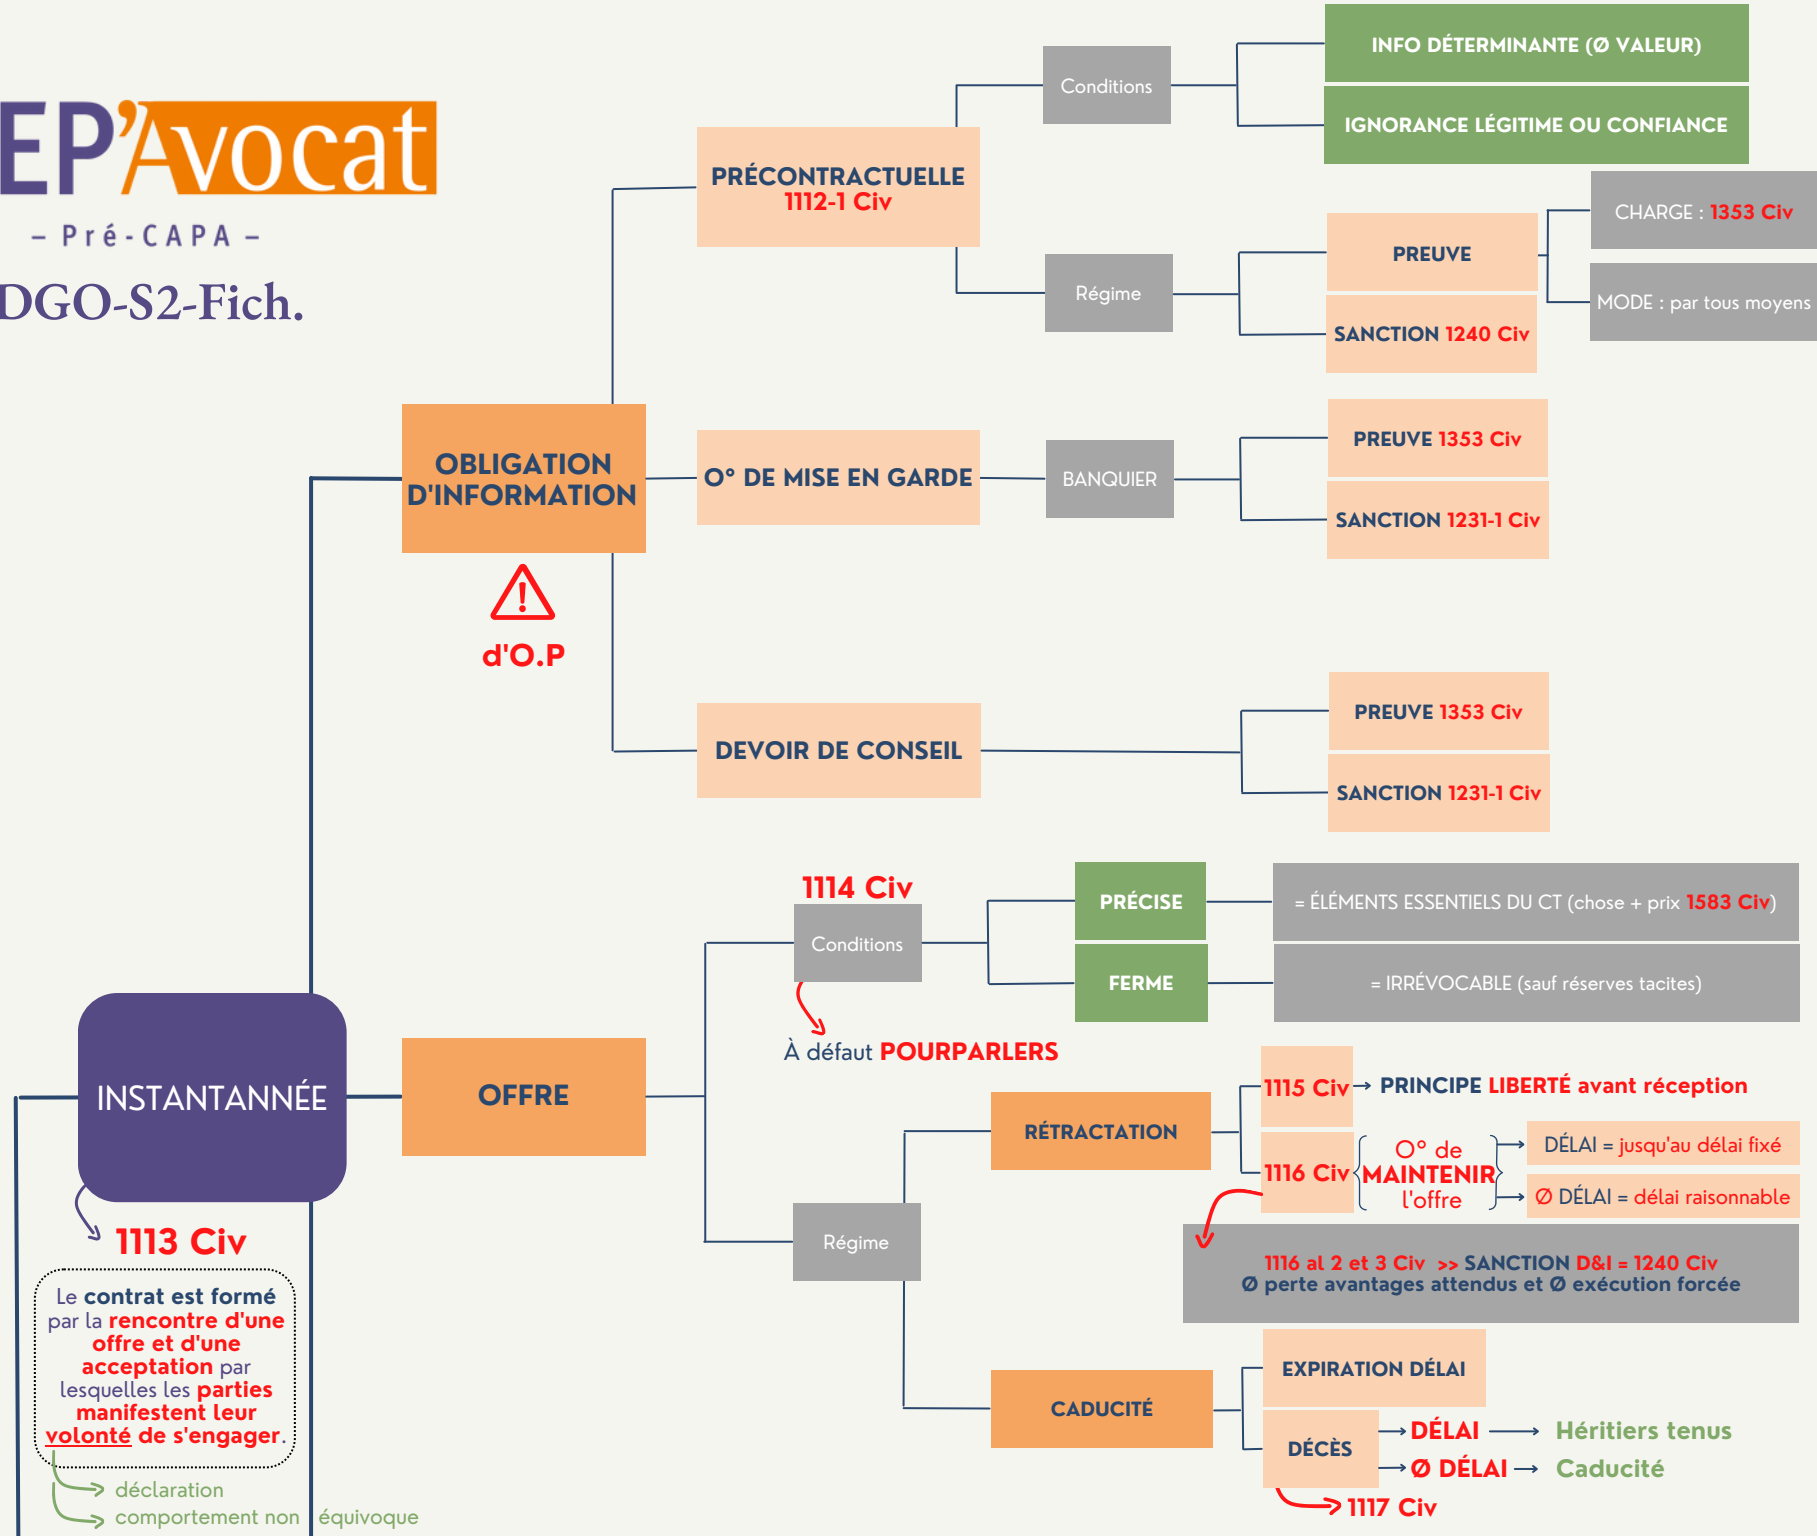 EP'Avocat
– Pré-CAPA –
DGO-S2-Fich.
OBLIGATION
D'INFORMATION
d'O.P
PRÉCONTRACTUELLE
1112-1 Civ
Conditions
INFO DÉTERMINANTE (Ø VALEUR)
IGNORANCE LÉGITIME OU CONFIANCE
Régime
PREUVE
CHARGE : 1353 Civ
MODE : par tous moyens
SANCTION 1240 Civ
O° DE MISE EN GARDE
BANQUIER
PREUVE 1353 Civ
SANCTION 1231-1 Civ
DEVOIR DE CONSEIL
PREUVE 1353 Civ
SANCTION 1231-1 Civ
INSTANTANNÉE
1113 Civ
Le contrat est formé
par la rencontre d'une
offre et d'une
acceptation par
lesquelles les parties
manifestent leur
volonté de s'engager.
déclaration
comportement non équivoque
OFFRE
1114 Civ
Conditions
À défaut POURPARLERS
PRÉCISE
= ÉLÉMENTS ESSENTIELS DU CT (chose + prix 1583 Civ)
FERME
= IRRÉVOCABLE (sauf réserves tacites)
Régime
RÉTRACTATION
1115 Civ
PRINCIPE LIBERTÉ avant réception
1116 Civ
O° de
MAINTENIR
l'offre
DÉLAI = jusqu'au délai fixé
Ø DÉLAI = délai raisonnable
1116 al 2 et 3 Civ >> SANCTION D&I = 1240 Civ
Ø perte avantages attendus et Ø exécution forcée
CADUCITÉ
EXPIRATION DÉLAI
DÉCÈS
DÉLAI
Héritiers tenus
Ø DÉLAI
Caducité
1117 Civ